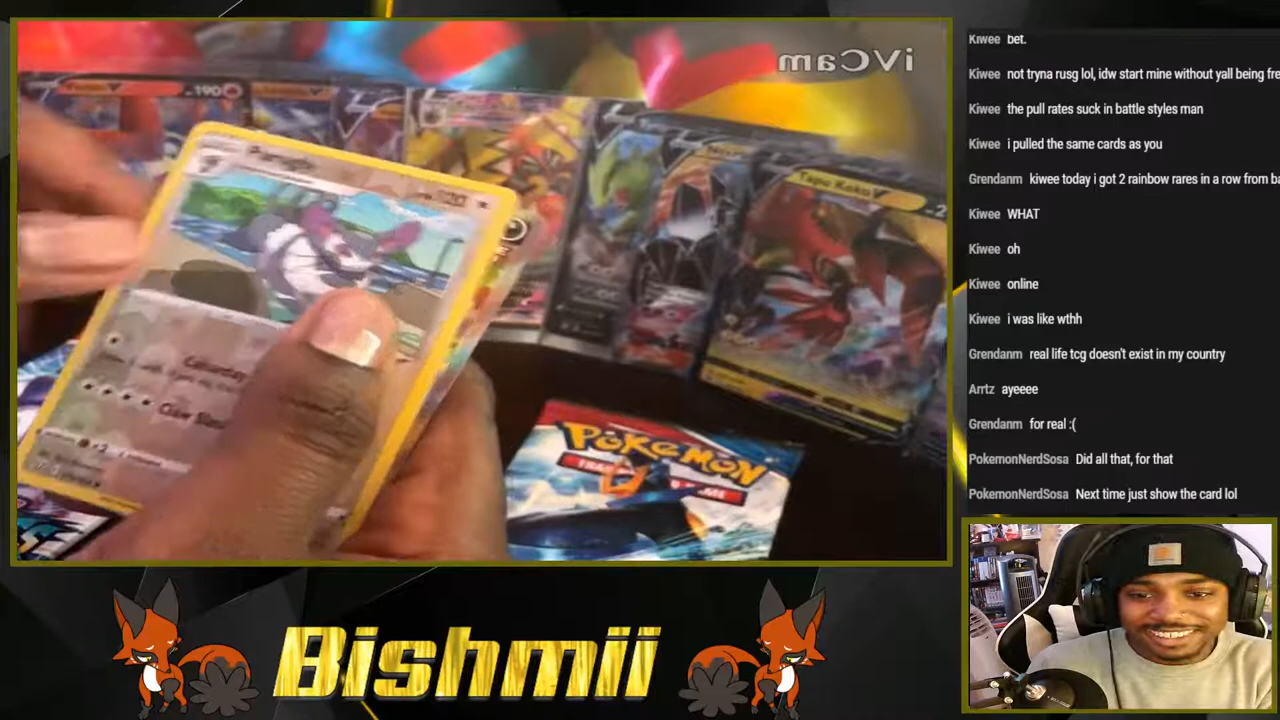 iVCam
190
Tapu Koko V
Claw Slas
POKÉMON
Kiwee bet.
Kiwee not tryna rusg lol, idw start mine without yall being fre
Kiwee the pull rates suck in battle styles man
Kiwee i pulled the same cards as you
Grendanm kiwee today i got 2 rainbow rares in a row from ba
Kiwee WHAT
Kiwee oh
Kiwee online
Kiwee i was like wthh
Grendanm real life tcg doesn't exist in my country
Arrtz ayeeee
Grendanm for real :(
PokemonNerdSosa Did all that, for that
PokemonNerdSosa Next time just show the card lol
Bishmii